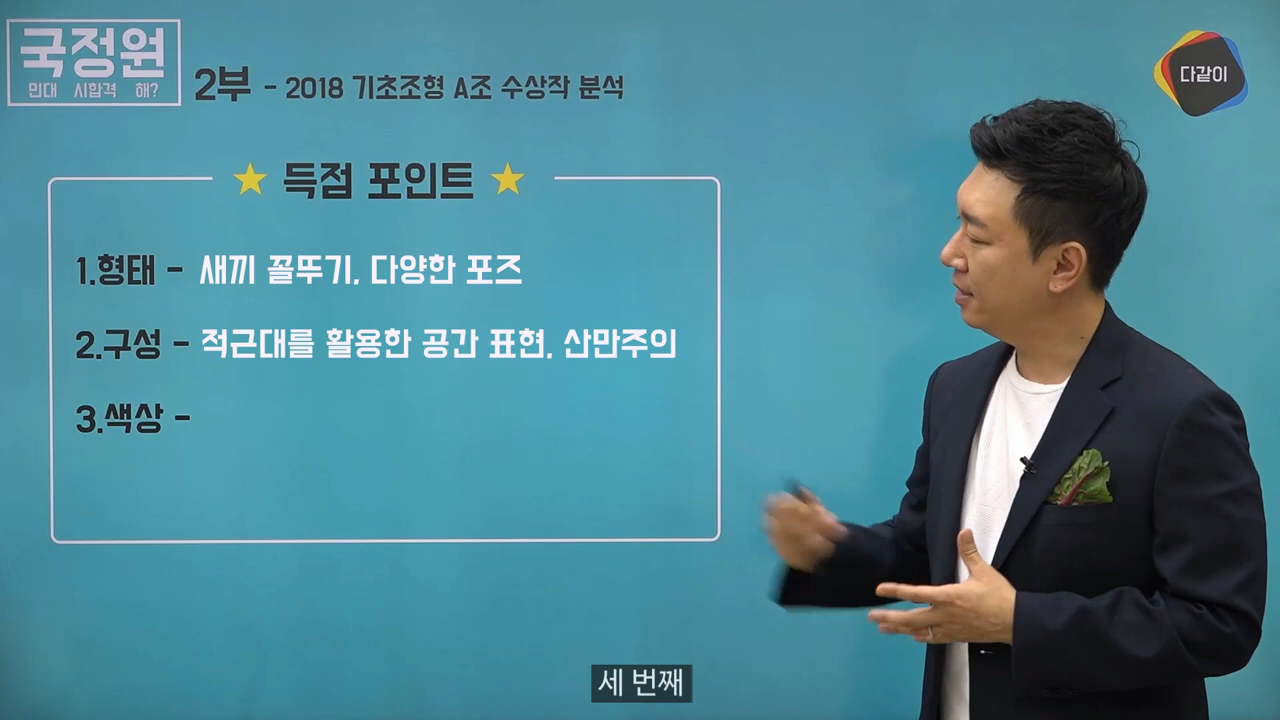 국정원
민대 시합격 해?
2부 - 2018 기초조형 A조 수상작 분석
다같이
득점 포인트
1.형태 - 새끼 꼴뚜기, 다양한 포즈
2.구성 - 적근대를 활용한 공간 표현, 산만주의
3.색상 -
세 번째